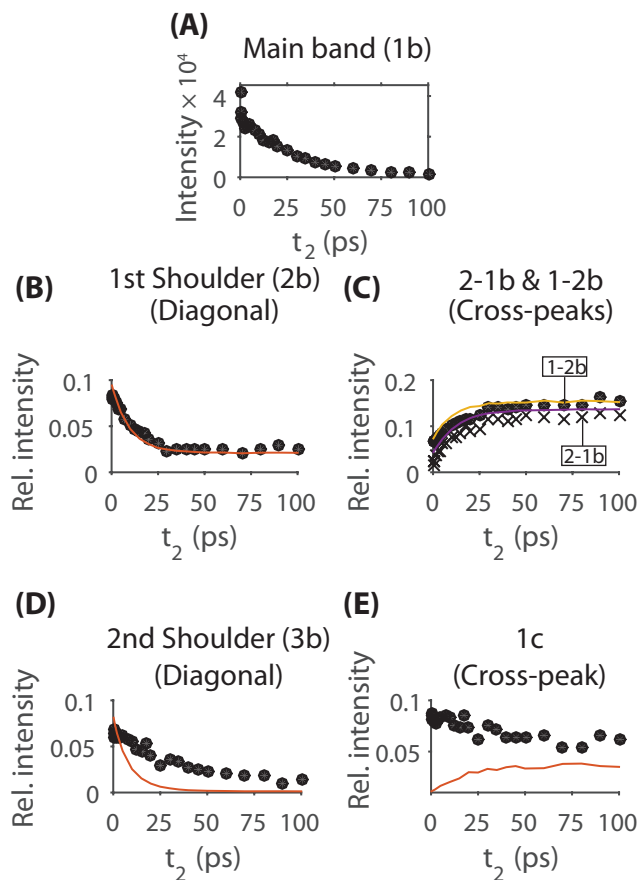 (A)
Main band (1b)
Intensity × 10⁴
4
2
0
0 25 50 75 100
t₂ (ps)
(B)
1st Shoulder (2b)
(Diagonal)
Rel. intensity
0.1
0.05
0
0 25 50 75 100
t₂ (ps)
(C)
2-1b & 1-2b
(Cross-peaks)
Rel. intensity
0.2
0.1
0
1-2b
2-1b
0 25 50 75 100
t₂ (ps)
(D)
2nd Shoulder (3b)
(Diagonal)
Rel. intensity
0.1
0.05
0
0 25 50 75 100
t₂ (ps)
(E)
1c
(Cross-peak)
Rel. intensity
0.1
0.05
0 25 50 75 100
t₂ (ps)